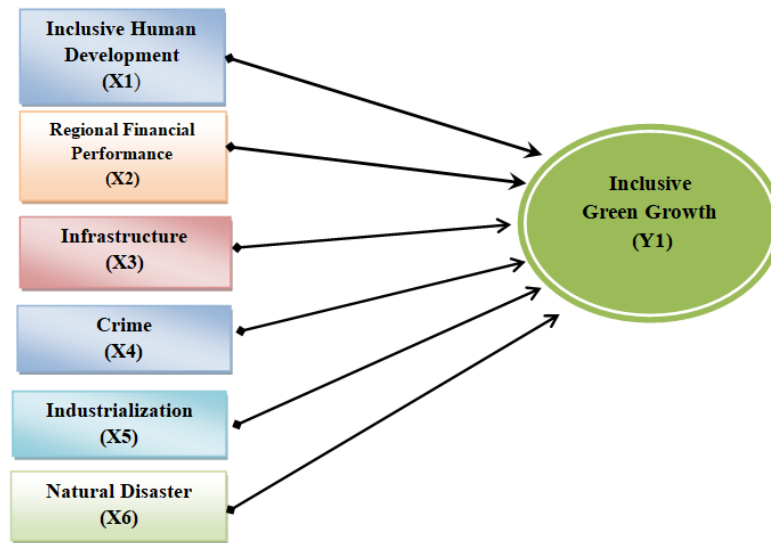 Inclusive Human
Development
(X1)
Regional Financial
Performance
(X2)
Infrastructure
(X3)
Crime
(X4)
Industrialization
(X5)
Natural Disaster
(X6)
Inclusive
Green Growth
(Y1)